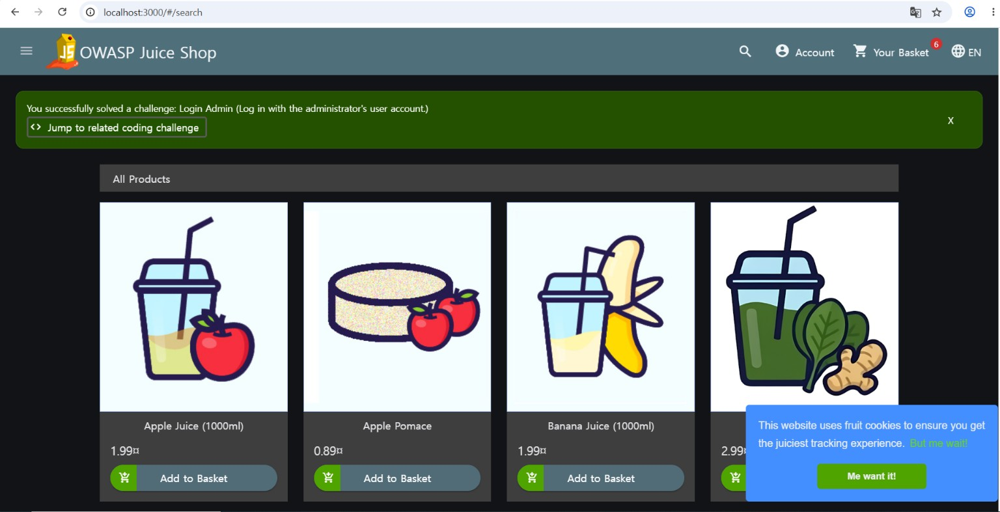 localhost:3000/#/search
JS OWASP Juice Shop
Account
Your Basket
6
EN
You successfully solved a challenge: Login Admin (Log in with the administrator's user account.)
X
<> Jump to related coding challenge
All Products
Apple Juice (1000ml)
1.99¤
Add to Basket
Apple Pomace
0.89¤
Add to Basket
Banana Juice (1000ml)
1.99¤
Add to Basket
2.99
This website uses fruit cookies to ensure you get
the juiciest tracking experience. But me wait!
Me want it!